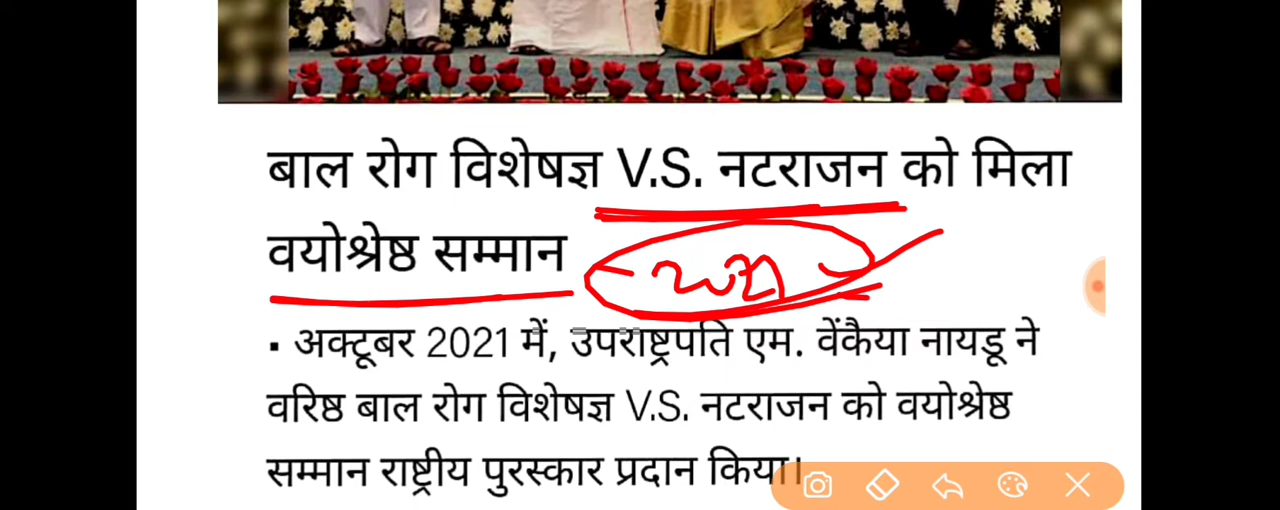 बाल रोग विशेषज्ञ V.S. नटराजन को मिला
वयोश्रेष्ठ सम्मान
▪ अक्टूबर 2021 में, उपराष्ट्रपति एम. वेंकैया नायडू ने
वरिष्ठ बाल रोग विशेषज्ञ V.S. नटराजन को वयोश्रेष्ठ
सम्मान राष्ट्रीय पुरस्कार प्रदान किया।